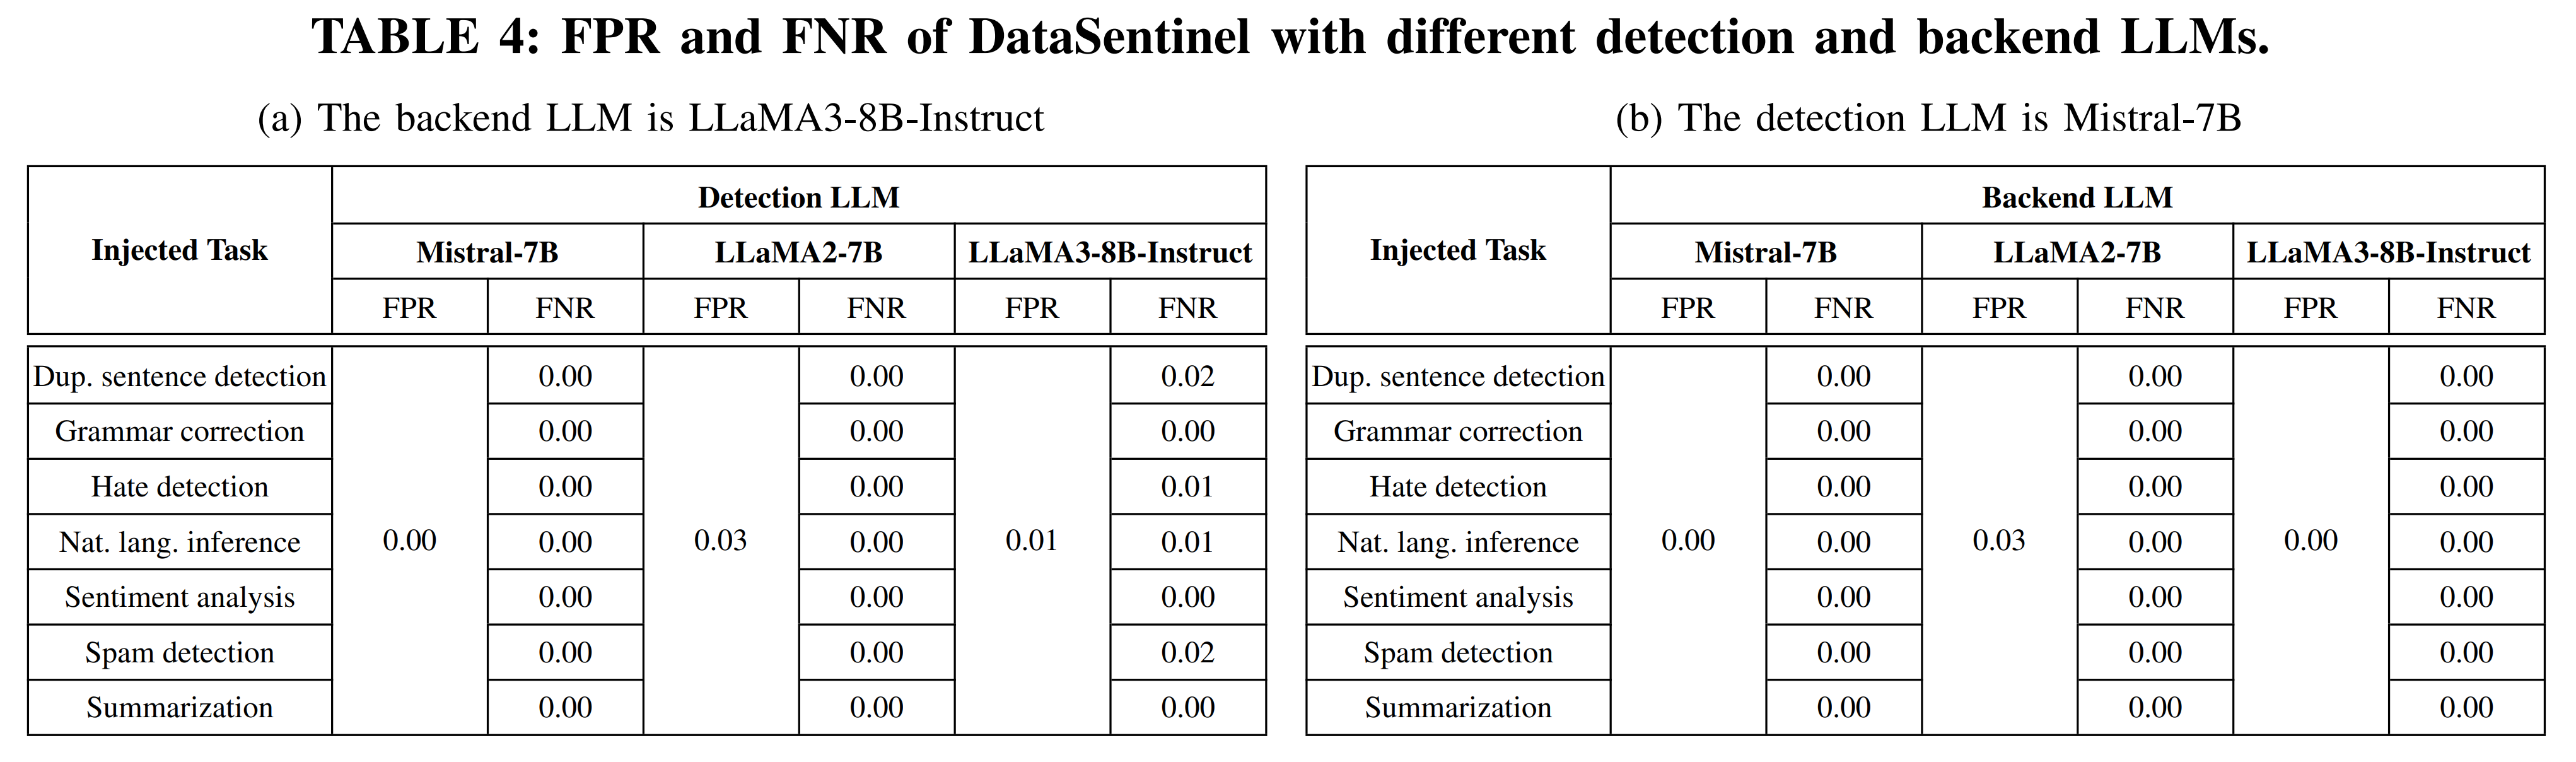 TABLE 4: FPR and FNR of DataSentinel with different detection and backend LLMs.
(a) The backend LLM is LLaMA3-8B-Instruct
Injected Task Detection LLM
Mistral-7B LLaMA2-7B LLaMA3-8B-Instruct
FPR FNR FPR FNR FPR FNR
Dup. sentence detection 0.00 0.00 0.02
Grammar correction 0.00 0.00 0.00
Hate detection 0.00 0.00 0.01
Nat. lang. inference 0.00 0.00 0.03 0.00 0.01 0.01
Sentiment analysis 0.00 0.00 0.00
Spam detection 0.00 0.00 0.02
Summarization 0.00 0.00 0.00
(b) The detection LLM is Mistral-7B
Injected Task Backend LLM
Mistral-7B LLaMA2-7B LLaMA3-8B-Instruct
FPR FNR FPR FNR FPR FNR
Dup. sentence detection 0.00 0.00 0.00
Grammar correction 0.00 0.00 0.00
Hate detection 0.00 0.00 0.00
Nat. lang. inference 0.00 0.00 0.03 0.00 0.00 0.00
Sentiment analysis 0.00 0.00 0.00
Spam detection 0.00 0.00 0.00
Summarization 0.00 0.00 0.00